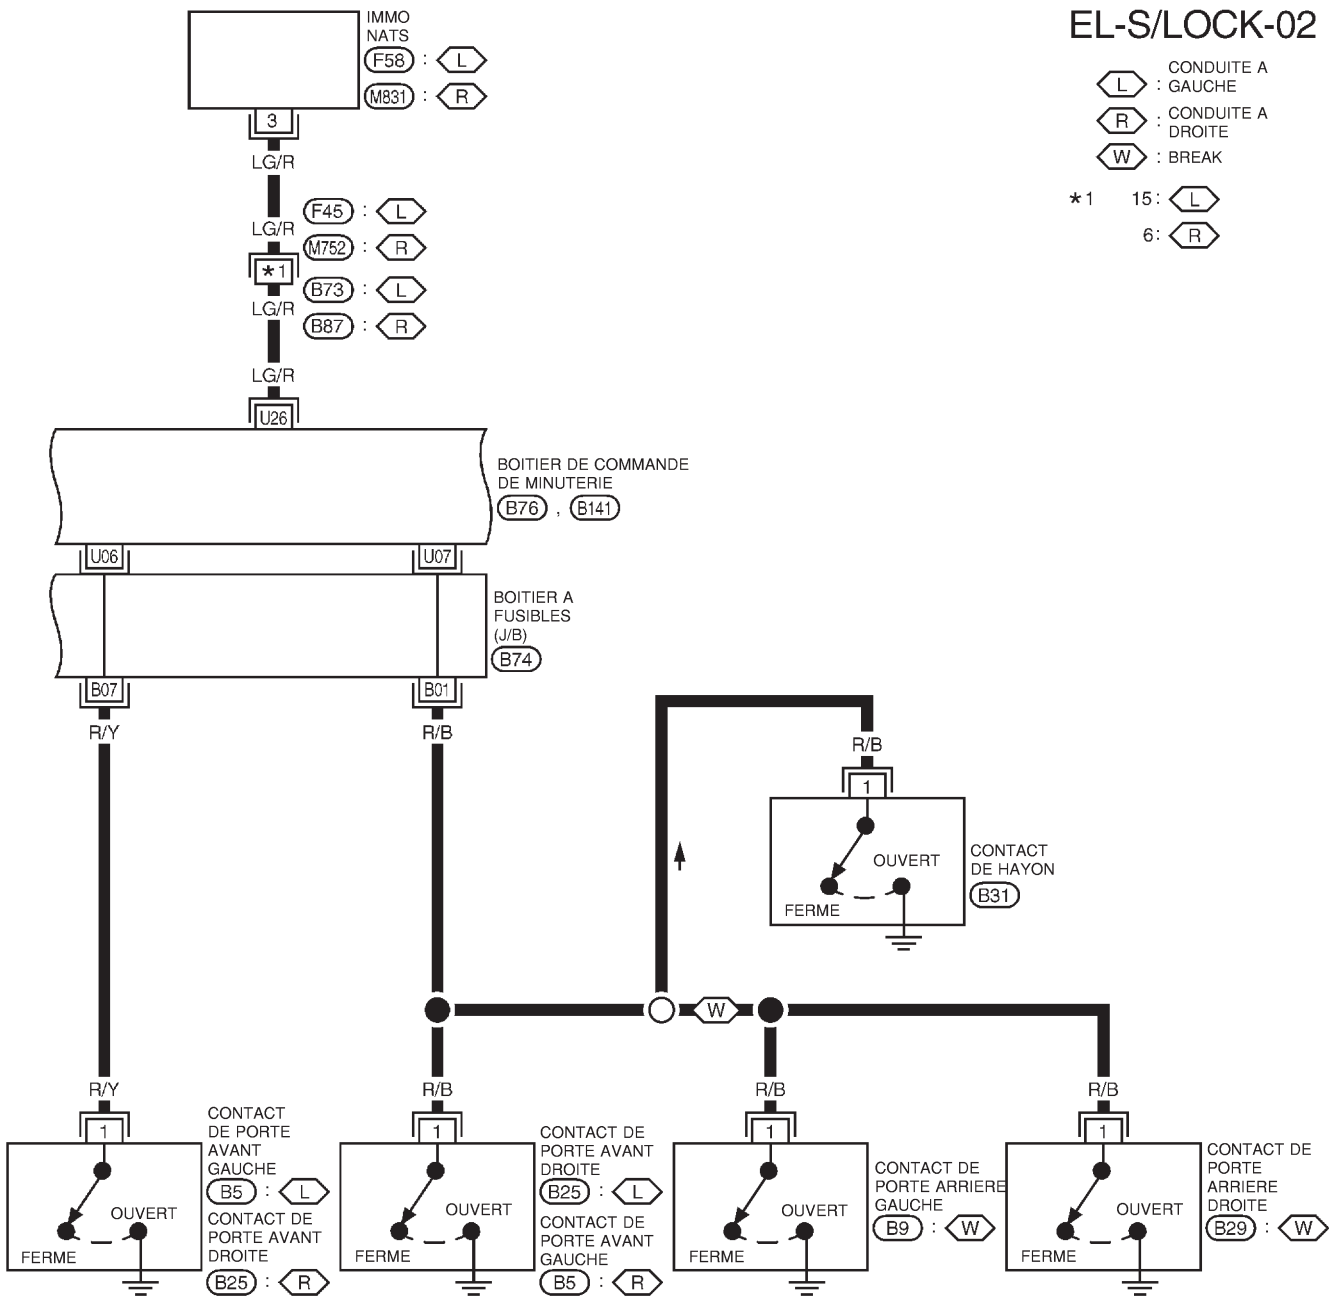 EL-S/LOCK-02
IMMO
NATS
F58 : L
M831 : R
L : CONDUITE A
GAUCHE
R : CONDUITE A
DROITE
W : BREAK
*1 15: L
6: R
3
LG/R
F45 : L
LG/R
M752 : R
*1
B73 : L
LG/R
B87 : R
LG/R
U26
BOITIER DE COMMANDE
DE MINUTERIE
B76 , B141
U06 U07
BOITIER A
FUSIBLES
(J/B)
B74
B07 B01
R/Y R/B
R/B
1
OUVERT
FERME
CONTACT
DE HAYON
B31
W
R/Y R/B R/B R/B
1
OUVERT
FERME
CONTACT
DE PORTE
AVANT
GAUCHE
B5 : L
CONTACT DE
PORTE AVANT
DROITE
B25 : R
1
OUVERT
FERME
CONTACT DE
PORTE AVANT
DROITE
B25 : L
CONTACT DE
PORTE AVANT
GAUCHE
B5 : R
1
OUVERT
FERME
CONTACT DE
PORTE ARRIERE
GAUCHE
B9 : W
1
OUVERT
FERME
CONTACT DE
PORTE
ARRIERE
DROITE
B29 : W